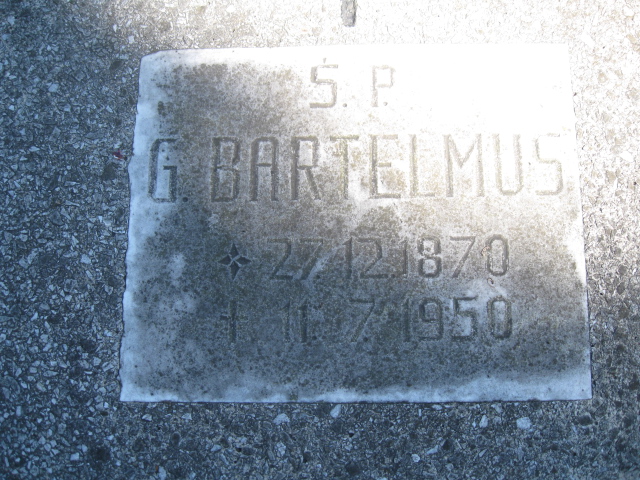 Ś. P.
G. BARTELMUS
27.12.1870
† 11.7.1950